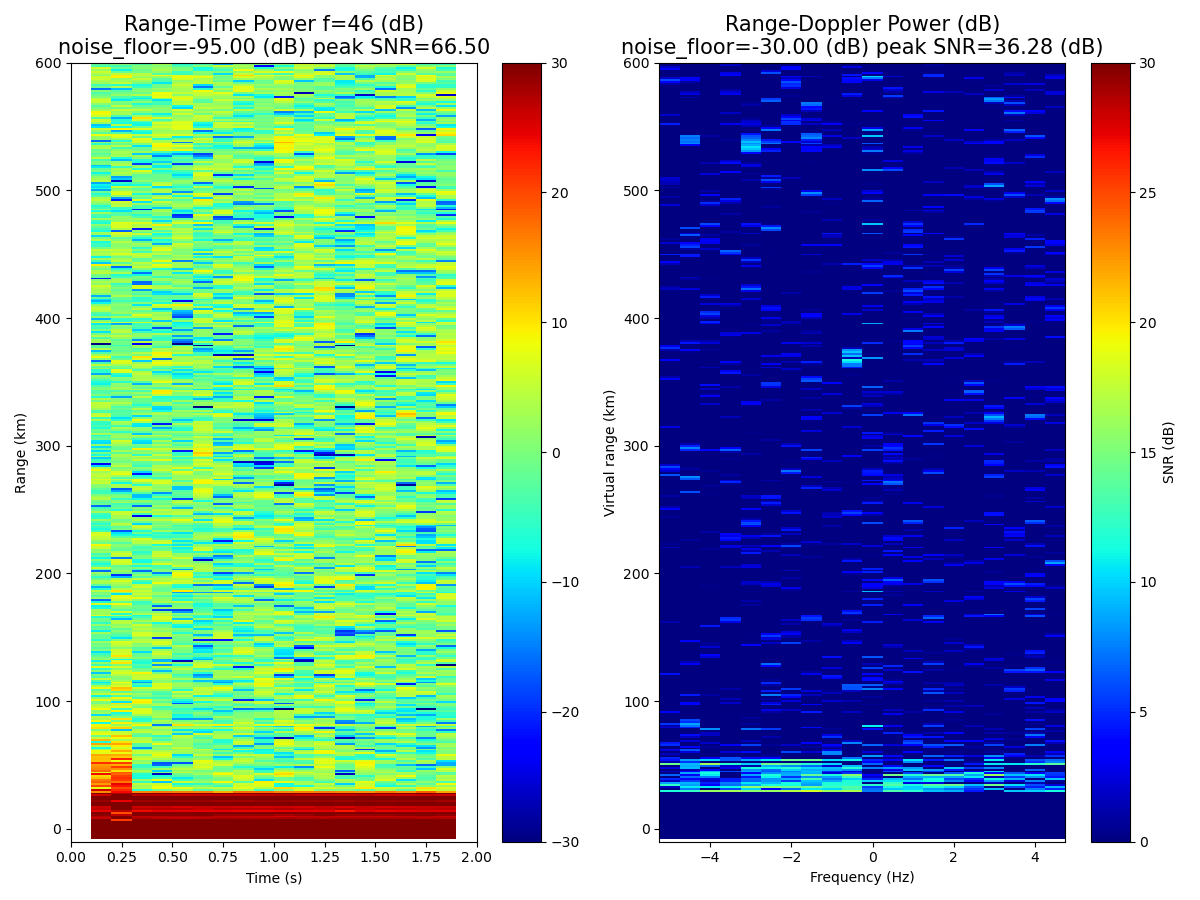 Range-Time Power f=46 (dB)
noise_floor=-95.00 (dB) peak SNR=66.50
600
500
400
300
200
100
0
Range (km)
0.00 0.25 0.50 0.75 1.00 1.25 1.50 1.75 2.00
Time (s)
30
20
10
0
−10
−20
−30
Range-Doppler Power (dB)
noise_floor=-30.00 (dB) peak SNR=36.28 (dB)
600
500
400
300
200
100
0
Virtual range (km)
−4 −2 0 2 4
Frequency (Hz)
30
25
20
15
10
5
0
SNR (dB)